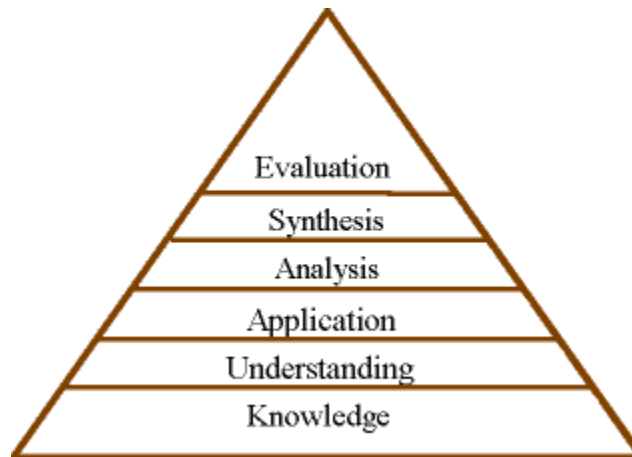 Evaluation
Synthesis
Analysis
Application
Understanding
Knowledge